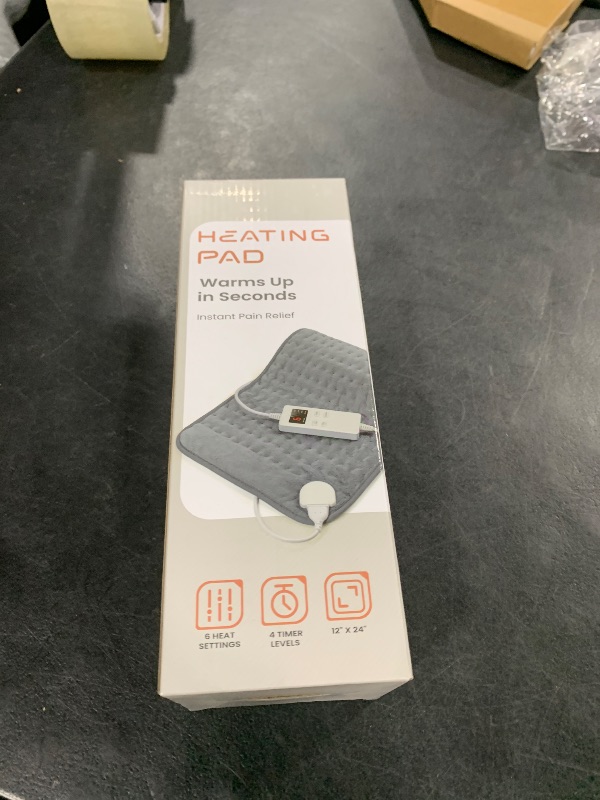 HEATING
PAD
Warms Up
in Seconds
Instant Pain Relief
6 HEAT
SETTINGS
4 TIMER
LEVELS
12" X 24"